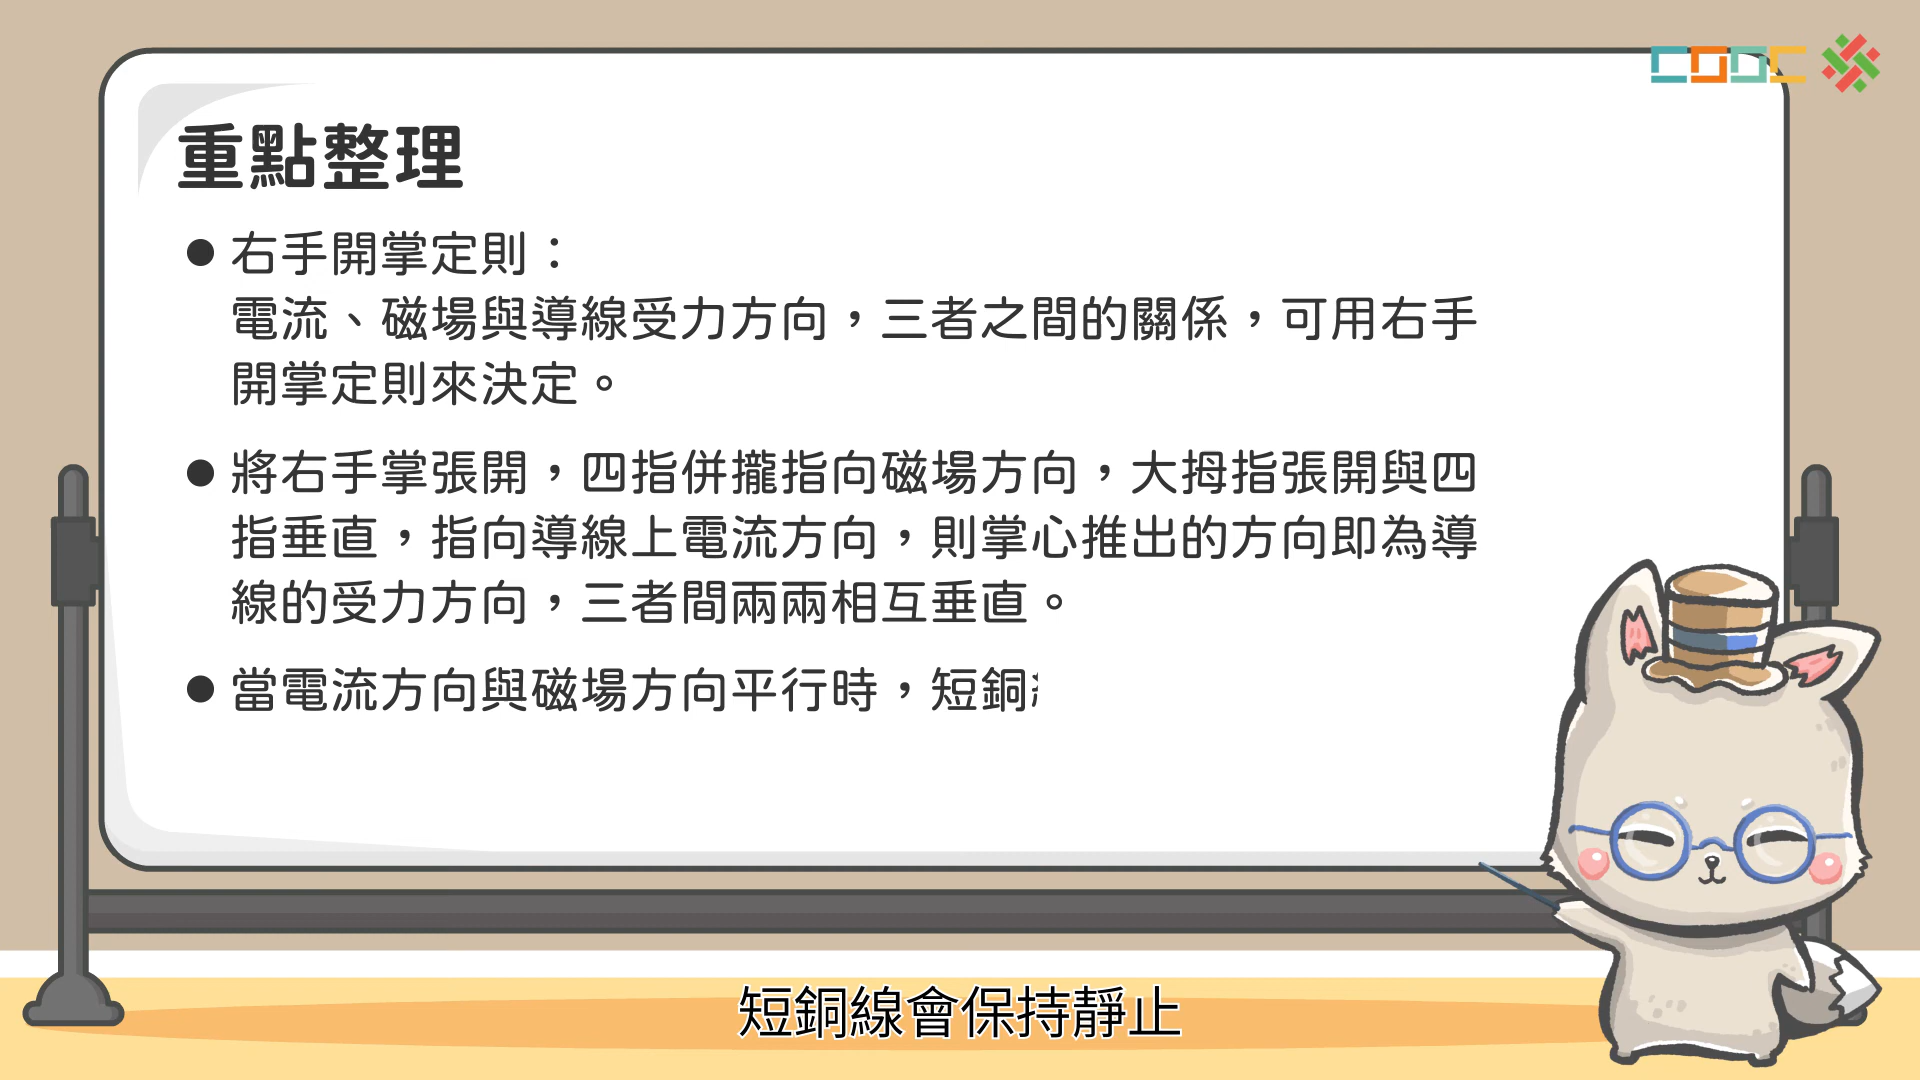 COOC
重點整理
● 右手開掌定則：
電流、磁場與導線受力方向，三者之間的關係，可用右手
開掌定則來決定。
● 將右手掌張開，四指併攏指向磁場方向，大拇指張開與四
指垂直，指向導線上電流方向，則掌心推出的方向即為導
線的受力方向，三者間兩兩相互垂直。
● 當電流方向與磁場方向平行時，短銅
短銅線會保持靜止